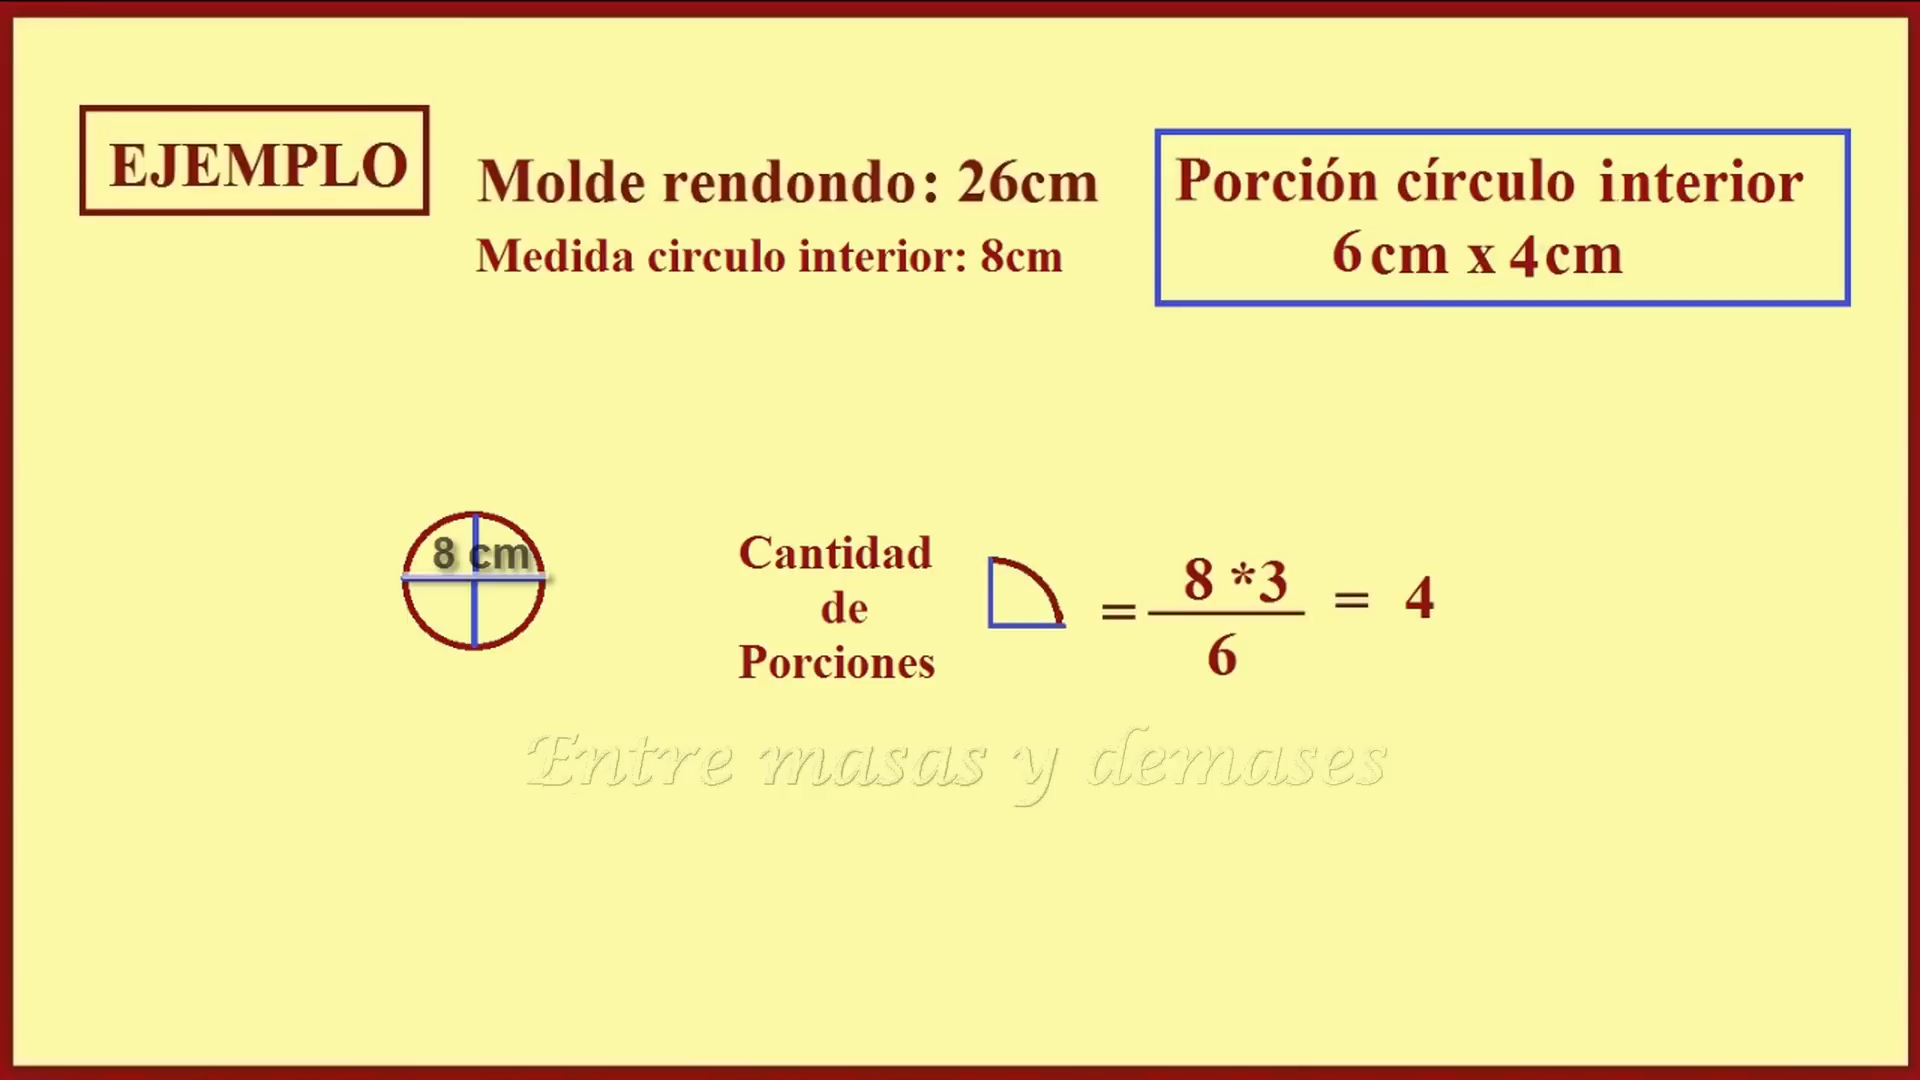 EJEMPLO
Molde rendondo: 26cm
Medida circulo interior: 8cm
Porción círculo interior
6cm x 4cm
8 cm
Cantidad
de
Porciones
= 8 *3 / 6 = 4
Entre masas y demases